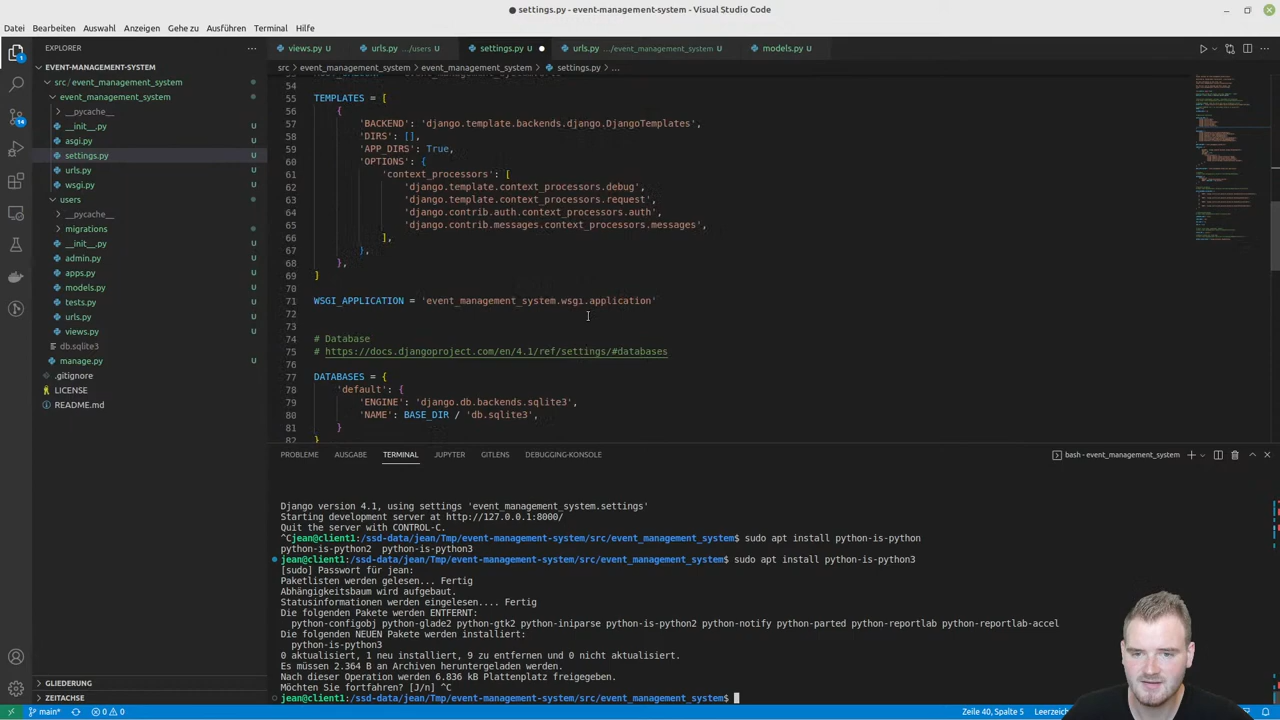 settings.py - event-management-system - Visual Studio Code
Datei Bearbeiten Auswahl Anzeigen Gehe zu Ausführen Terminal Hilfe
EXPLORER
EVENT-MANAGEMENT-SYSTEM
src / event_management_system
event_management_system
__pycache__
__init__.py U
asgi.py U
settings.py U
urls.py U
wsgi.py U
users
__pycache__
migrations
__init__.py U
admin.py U
apps.py U
models.py U
tests.py U
urls.py U
views.py U
db.sqlite3
manage.py U
.gitignore
LICENSE
README.md
GLIEDERUNG
ZEITACHSE
1
14
views.py U urls.py .../users U settings.py U urls.py .../event_management_system U models.py U
src > event_management_system > event_management_system > settings.py > ...
54
55 TEMPLATES = [
56 {
57 'BACKEND': 'django.template.backends.django.DjangoTemplates',
58 'DIRS': [],
59 'APP_DIRS': True,
60 'OPTIONS': {
61 'context_processors': [
62 'django.template.context_processors.debug',
63 'django.template.context_processors.request',
64 'django.contrib.auth.context_processors.auth',
65 'django.contrib.messages.context_processors.messages',
66 ],
67 },
68 },
69 ]
70
71 WSGI_APPLICATION = 'event_management_system.wsgi.application'
72
73
74 # Database
75 # https://docs.djangoproject.com/en/4.1/ref/settings/#databases
76
77 DATABASES = {
78 'default': {
79 'ENGINE': 'django.db.backends.sqlite3',
80 'NAME': BASE_DIR / 'db.sqlite3',
81 }
82 }
PROBLEME AUSGABE TERMINAL JUPYTER GITLENS DEBUGGING-KONSOLE
bash - event_management_system
Django version 4.1, using settings 'event_management_system.settings'
Starting development server at http://127.0.0.1:8000/
Quit the server with CONTROL-C.
^Cjean@client1:/ssd-data/jean/Tmp/event-management-system/src/event_management_system$ sudo apt install python-is-python
python-is-python2 python-is-python3
jean@client1:/ssd-data/jean/Tmp/event-management-system/src/event_management_system$ sudo apt install python-is-python3
[sudo] Passwort für jean:
Paketlisten werden gelesen... Fertig
Abhängigkeitsbaum wird aufgebaut.
Statusinformationen werden eingelesen.... Fertig
Die folgenden Pakete werden ENTFERNT:
python-configobj python-glade2 python-gtk2 python-iniparse python-is-python2 python-notify python-parted python-reportlab python-reportlab-accel
Die folgenden NEUEN Pakete werden installiert:
python-is-python3
0 aktualisiert, 1 neu installiert, 9 zu entfernen und 0 nicht aktualisiert.
Es müssen 2.364 B an Archiven heruntergeladen werden.
Nach dieser Operation werden 6.836 kB Plattenplatz freigegeben.
Möchten Sie fortfahren? [J/n] ^C
jean@client1:/ssd-data/jean/Tmp/event-management-system/src/event_management_system$
main* 0 0 Zeile 40, Spalte 5